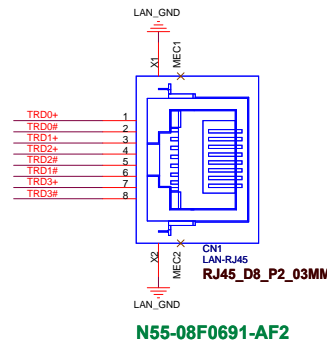 LAN_GND
X1
MEC1
TRD0+ 1
TRD0# 2
TRD1+ 3
TRD2+ 4
TRD2# 5
TRD1# 6
TRD3+ 7
TRD3# 8
X2
MEC2
CN1
LAN-RJ45
RJ45_D8_P2_03MM
LAN_GND
N55-08F0691-AF2